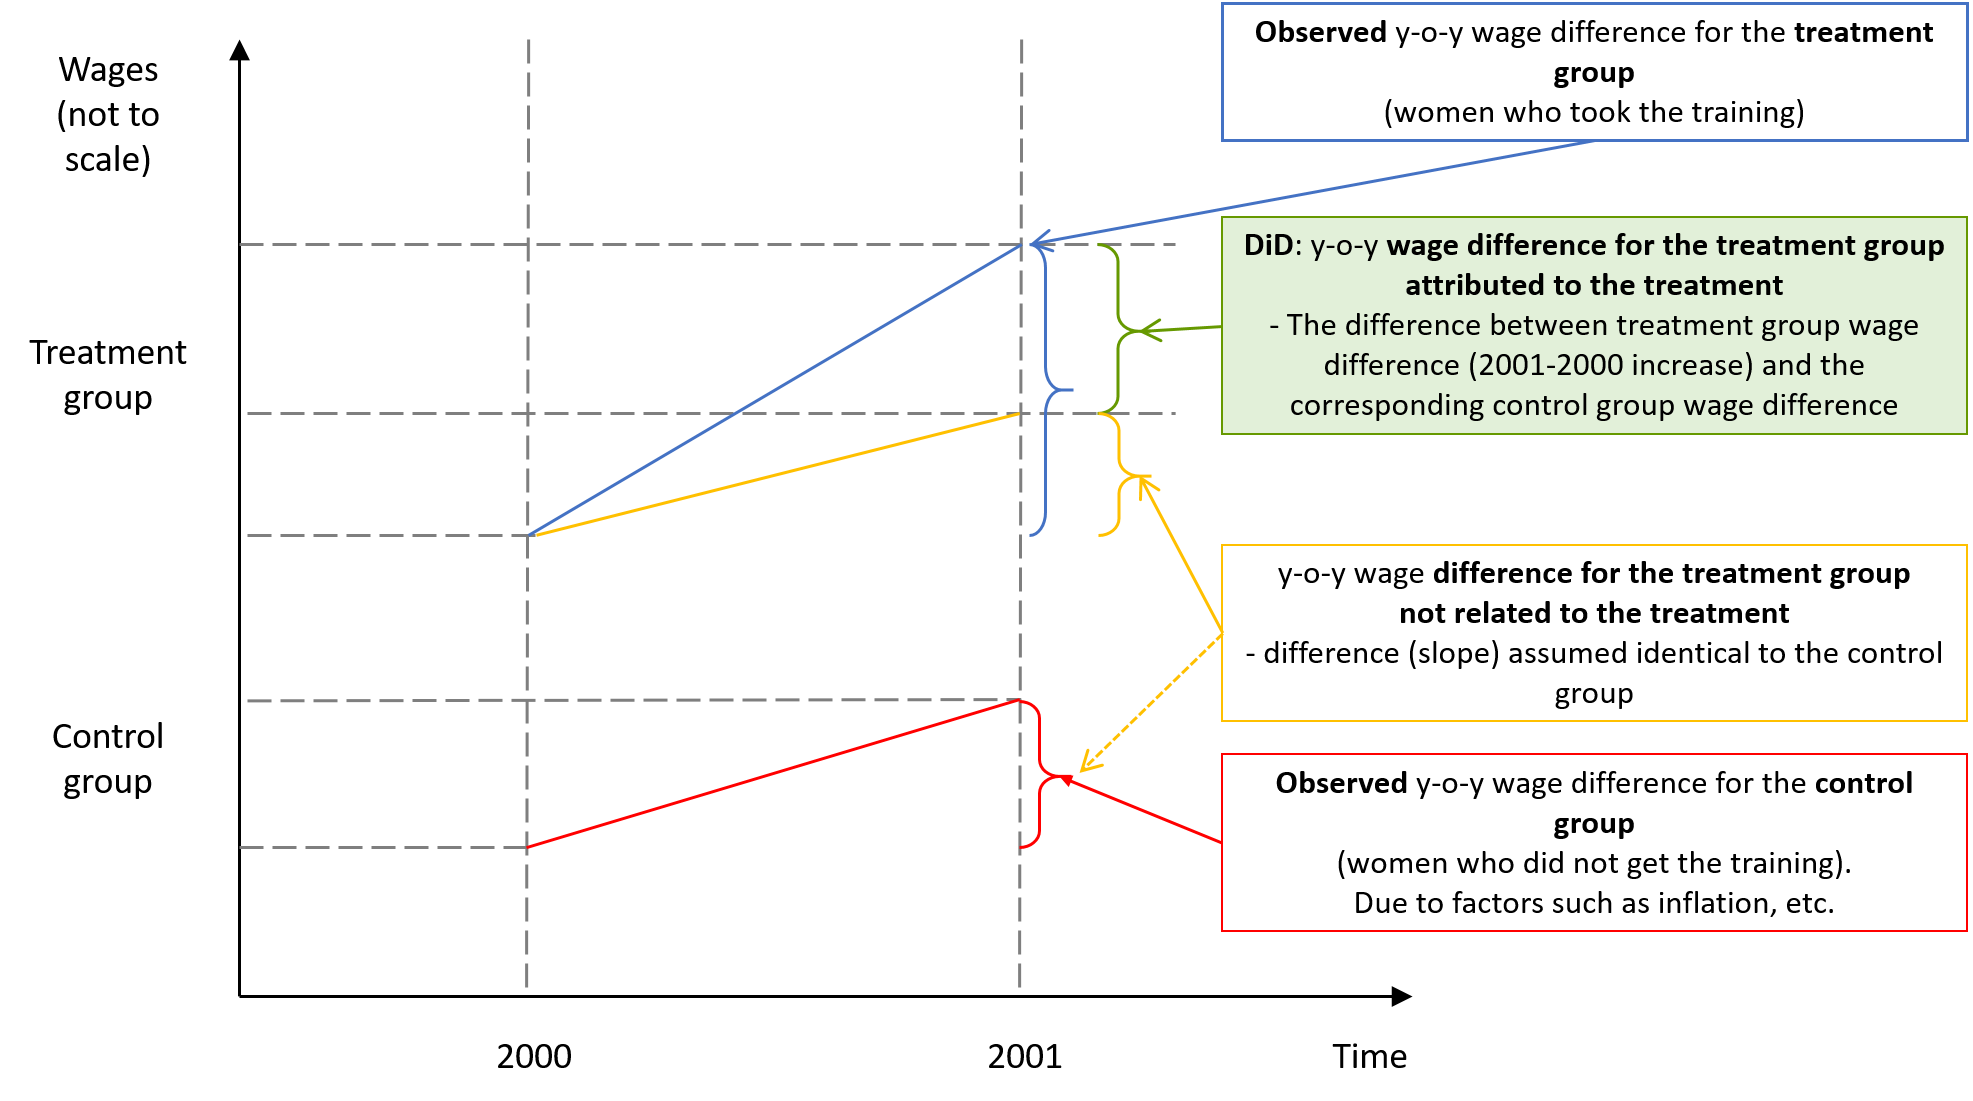 Wages
(not to
scale)
Treatment
group
Control
group
Observed y-o-y wage difference for the treatment
group
(women who took the training)
DiD: y-o-y wage difference for the treatment group
attributed to the treatment
- The difference between treatment group wage
difference (2001-2000 increase) and the
corresponding control group wage difference
y-o-y wage difference for the treatment group
not related to the treatment
- difference (slope) assumed identical to the control
group
Observed y-o-y wage difference for the control
group
(women who did not get the training).
Due to factors such as inflation, etc.
2000
2001
Time